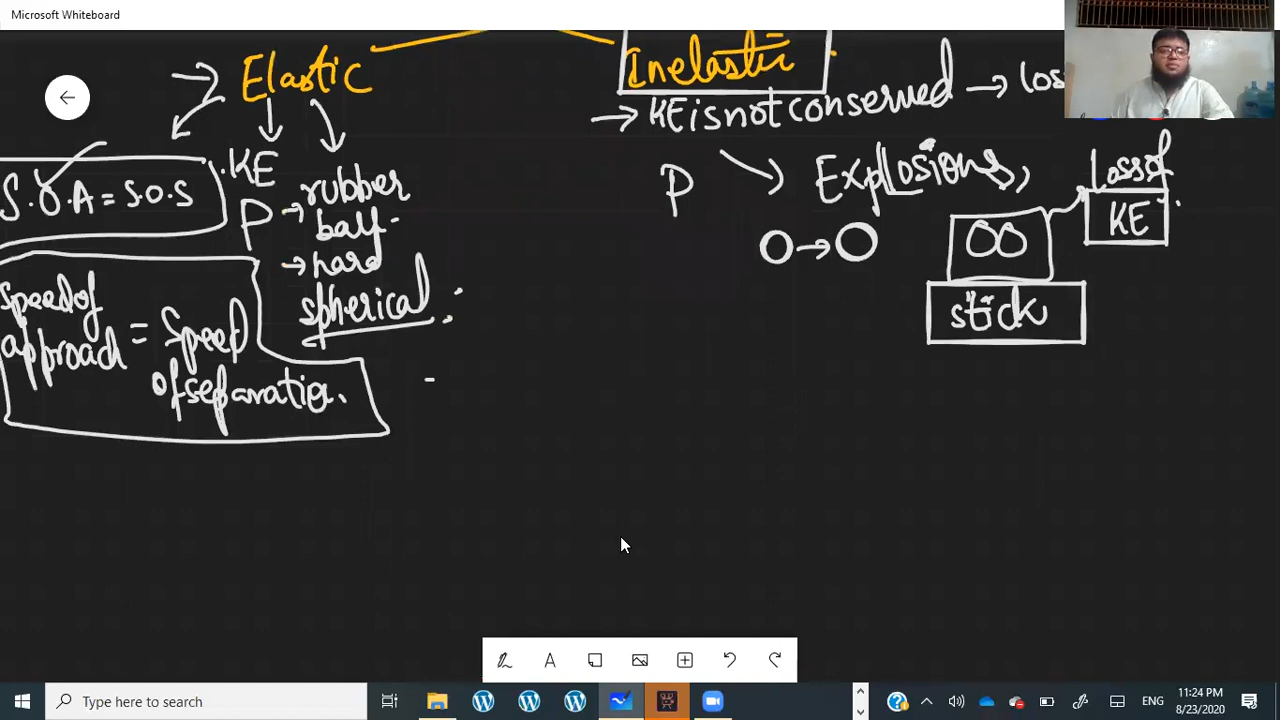 Microsoft Whiteboard
Elastic
Inelastic
→ KE is not conserved → los
KE
P
→ rubber
ball
→ hard
spherical
S.O.A = S.O.S
speed of approach = Speed of separation.
P
Explosions,
O→O
OO
stick
Loss of
KE
Type here to search
ENG
11:24 PM
8/23/2020